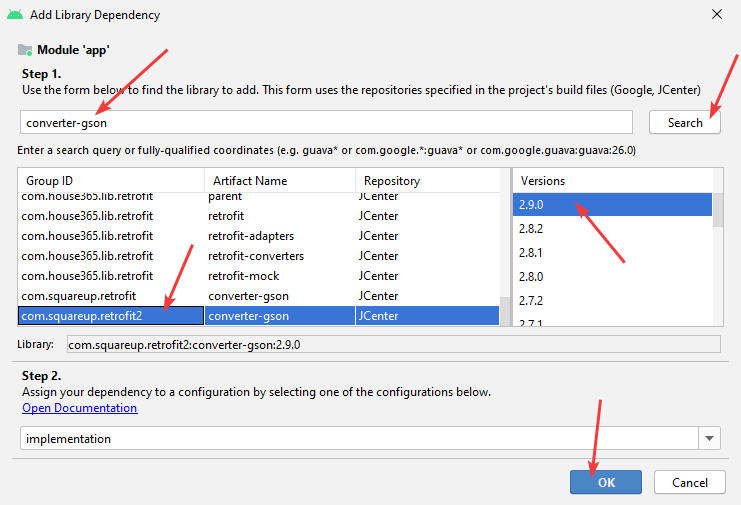 Add Library Dependency
Module 'app'
Step 1.
Use the form below to find the library to add. This form uses the repositories specified in the project's build files (Google, JCenter)
converter-gson
Search
Enter a search query or fully-qualified coordinates (e.g. guava* or com.google.*:guava* or com.google.guava:guava:26.0)
Group ID Artifact Name Repository Versions
com.house365.lib.retrofit parent JCenter 2.9.0
com.house365.lib.retrofit retrofit JCenter 2.8.2
com.house365.lib.retrofit retrofit-adapters JCenter 2.8.1
com.house365.lib.retrofit retrofit-converters JCenter 2.8.0
com.house365.lib.retrofit retrofit-mock JCenter 2.7.2
com.squareup.retrofit converter-gson JCenter 2.7.1
com.squareup.retrofit2 converter-gson JCenter
Library: com.squareup.retrofit2:converter-gson:2.9.0
Step 2.
Assign your dependency to a configuration by selecting one of the configurations below.
Open Documentation
implementation
OK Cancel